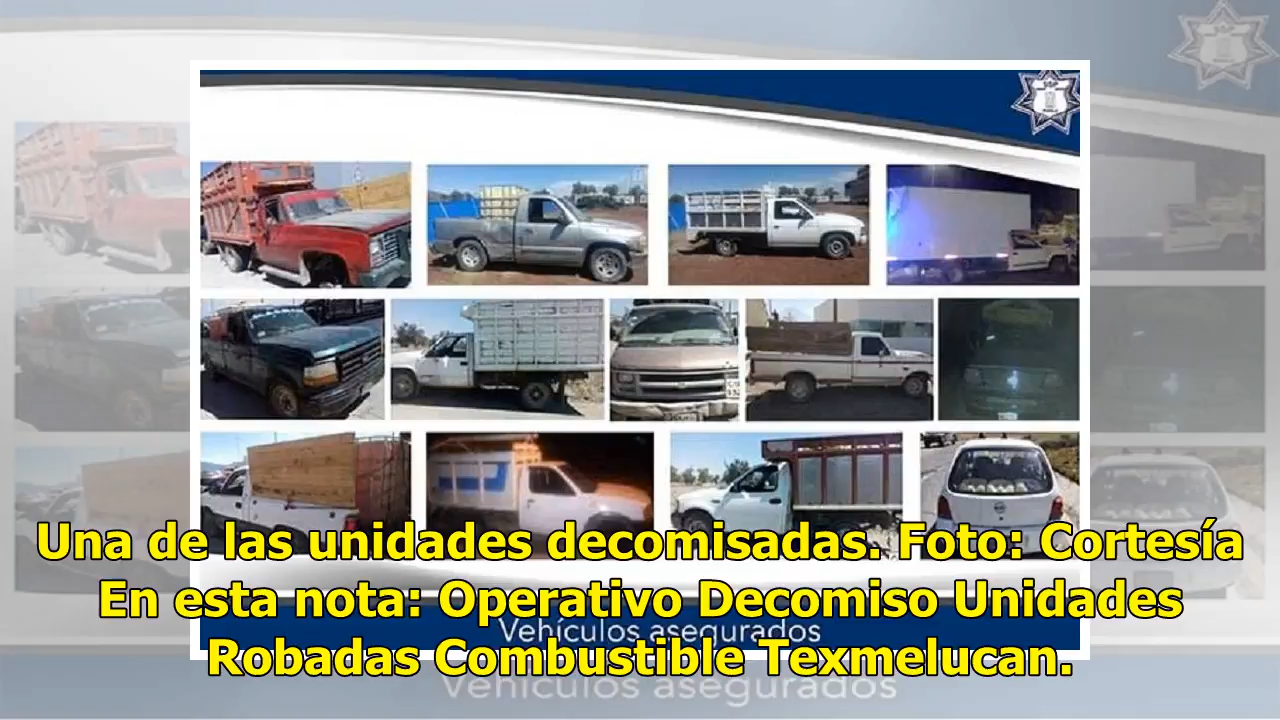 SSP
Una de las unidades decomisadas. Foto: Cortesía
En esta nota: Operativo Decomiso Unidades
Vehículos asegurados
Robadas Combustible Texmelucan.
Vehículos asegurados